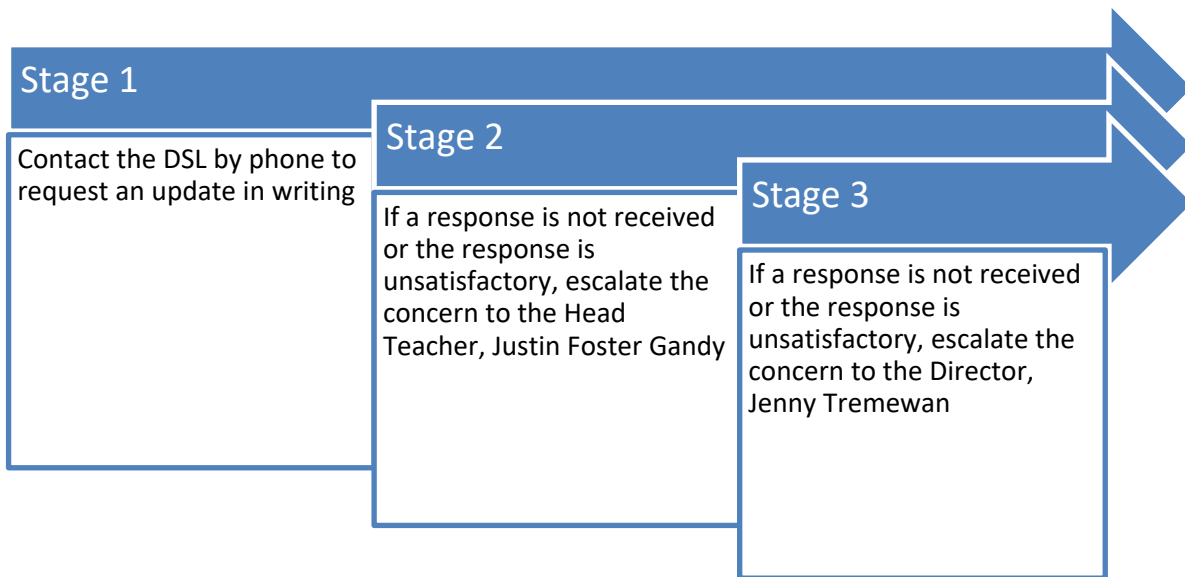 Stage 1
Contact the DSL by phone to
request an update in writing
Stage 2
If a response is not received
or the response is
unsatisfactory, escalate the
concern to the Head
Teacher, Justin Foster Gandy
Stage 3
If a response is not received
or the response is
unsatisfactory, escalate the
concern to the Director,
Jenny Tremewan